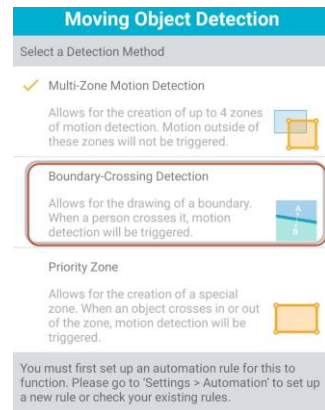 Moving Object Detection
Select a Detection Method
Multi-Zone Motion Detection
Allows for the creation of up to 4 zones
of motion detection. Motion outside of
these zones will not be triggered.
Boundary-Crossing Detection
Allows for the drawing of a boundary.
When a person crosses it, motion
detection will be triggered.
A
B
Priority Zone
Allows for the creation of a special
zone. When an object crosses in or out
of the zone, motion detection will be
triggered.
You must first set up an automation rule for this to
function. Please go to 'Settings > Automation' to set up
a new rule or check your existing rules.